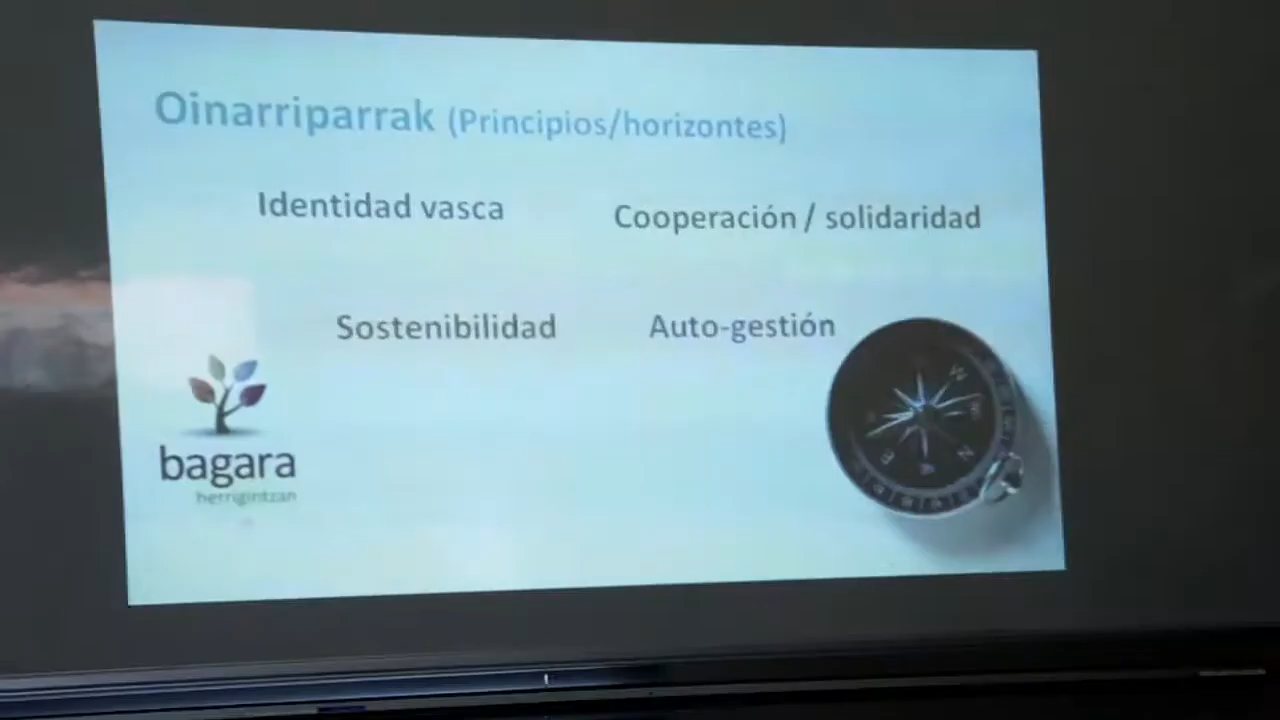 Oinarriparrak (Principios/horizontes)
Identidad vasca
Cooperación / solidaridad
Sostenibilidad
Auto-gestión
bagara
herrigintzan